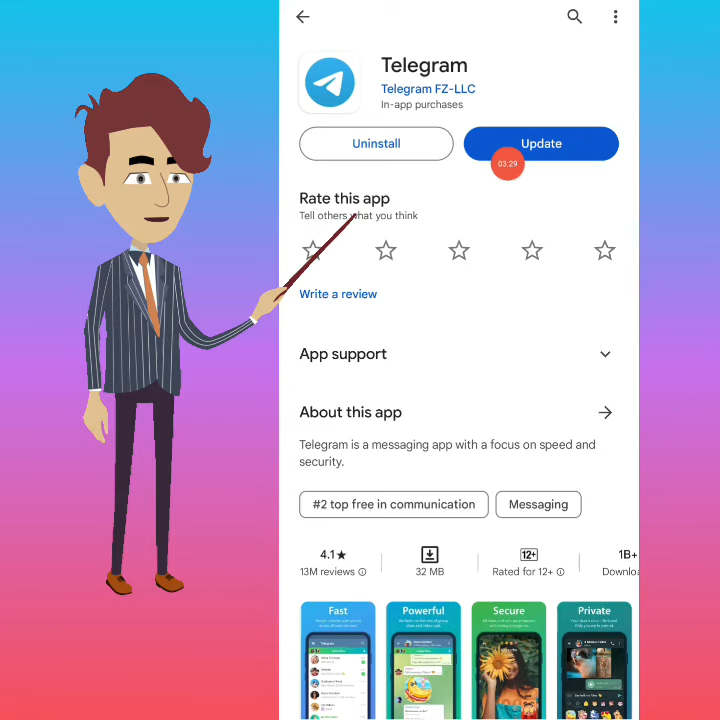 Telegram
Telegram FZ-LLC
In-app purchases
Uninstall
Update
03:29
Rate this app
Tell others what you think
Write a review
App support
About this app
Telegram is a messaging app with a focus on speed and
security.
#2 top free in communication
Messaging
4.1★
13M reviews
32 MB
12+
Rated for 12+
1B+
Downlo
Fast
Powerful
Secure
Private